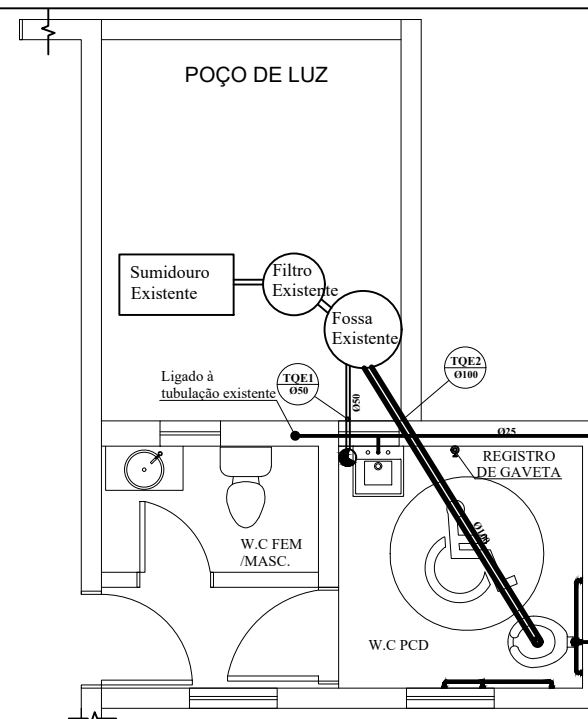 POÇO DE LUZ
Sumidouro
Existente
Filtro
Existente
Fossa
Existente
TQE1
Ø50
TQE2
Ø100
Ligado à
tubulação existente
Ø50
Ø25
REGISTRO
DE GAVETA
Ø100
W.C FEM
/MASC.
W.C PCD